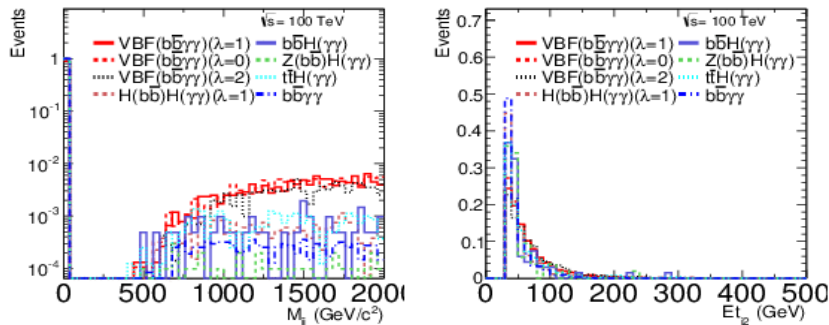 √s= 100 TeV
Events
VBF(bb̅γγ)(λ=1)
VBF(bb̅γγ)(λ=0)
VBF(bb̅γγ)(λ=2)
H(bb̅)H(γγ)(λ=1)
bb̅H(γγ)
Z(bb̅)H(γγ)
tt̅H(γγ)
bb̅γγ
1
10⁻¹
10⁻²
10⁻³
10⁻⁴
0 500 1000 1500 200
M_jj (GeV/c²)
√s= 100 TeV
Events
VBF(bb̅γγ)(λ=1)
VBF(bb̅γγ)(λ=0)
VBF(bb̅γγ)(λ=2)
H(bb̅)H(γγ)(λ=1)
bb̅H(γγ)
Z(bb̅)H(γγ)
tt̅H(γγ)
bb̅γγ
0.7
0.6
0.5
0.4
0.3
0.2
0.1
0
0 100 200 300 400 500
Et_j2 (GeV)